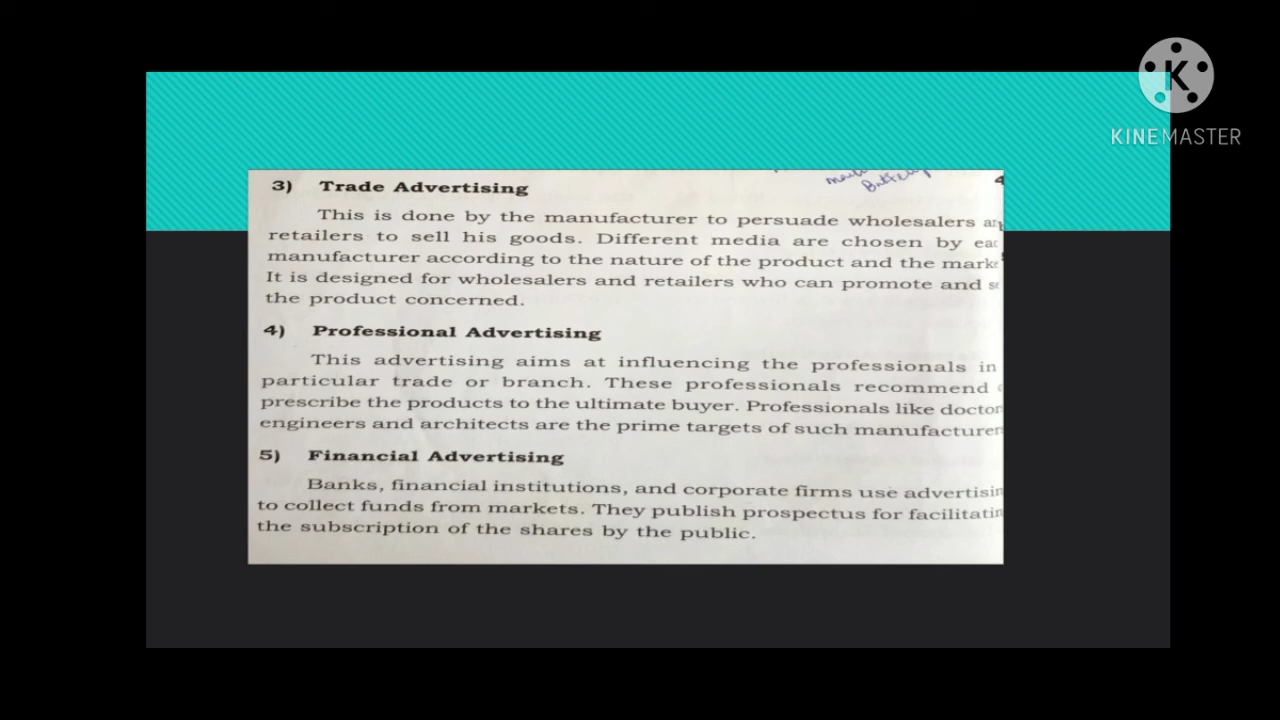 KINEMASTER
3) Trade Advertising
This is done by the manufacturer to persuade wholesalers
retailers to sell his goods. Different media are chosen by
manufacturer according to the nature of the product and the
It is designed for wholesalers and retailers who can promote and
the product concerned.
4) Professional Advertising
This advertising aims at influencing the professionals in
particular trade or branch. These professionals recommend
prescribe the products to the ultimate buyer. Professionals like
engineers and architects are the prime targets of such
5) Financial Advertising
Banks, financial institutions, and corporate firms use
to collect funds from markets. They publish prospectus for
the subscription of the shares by the public.